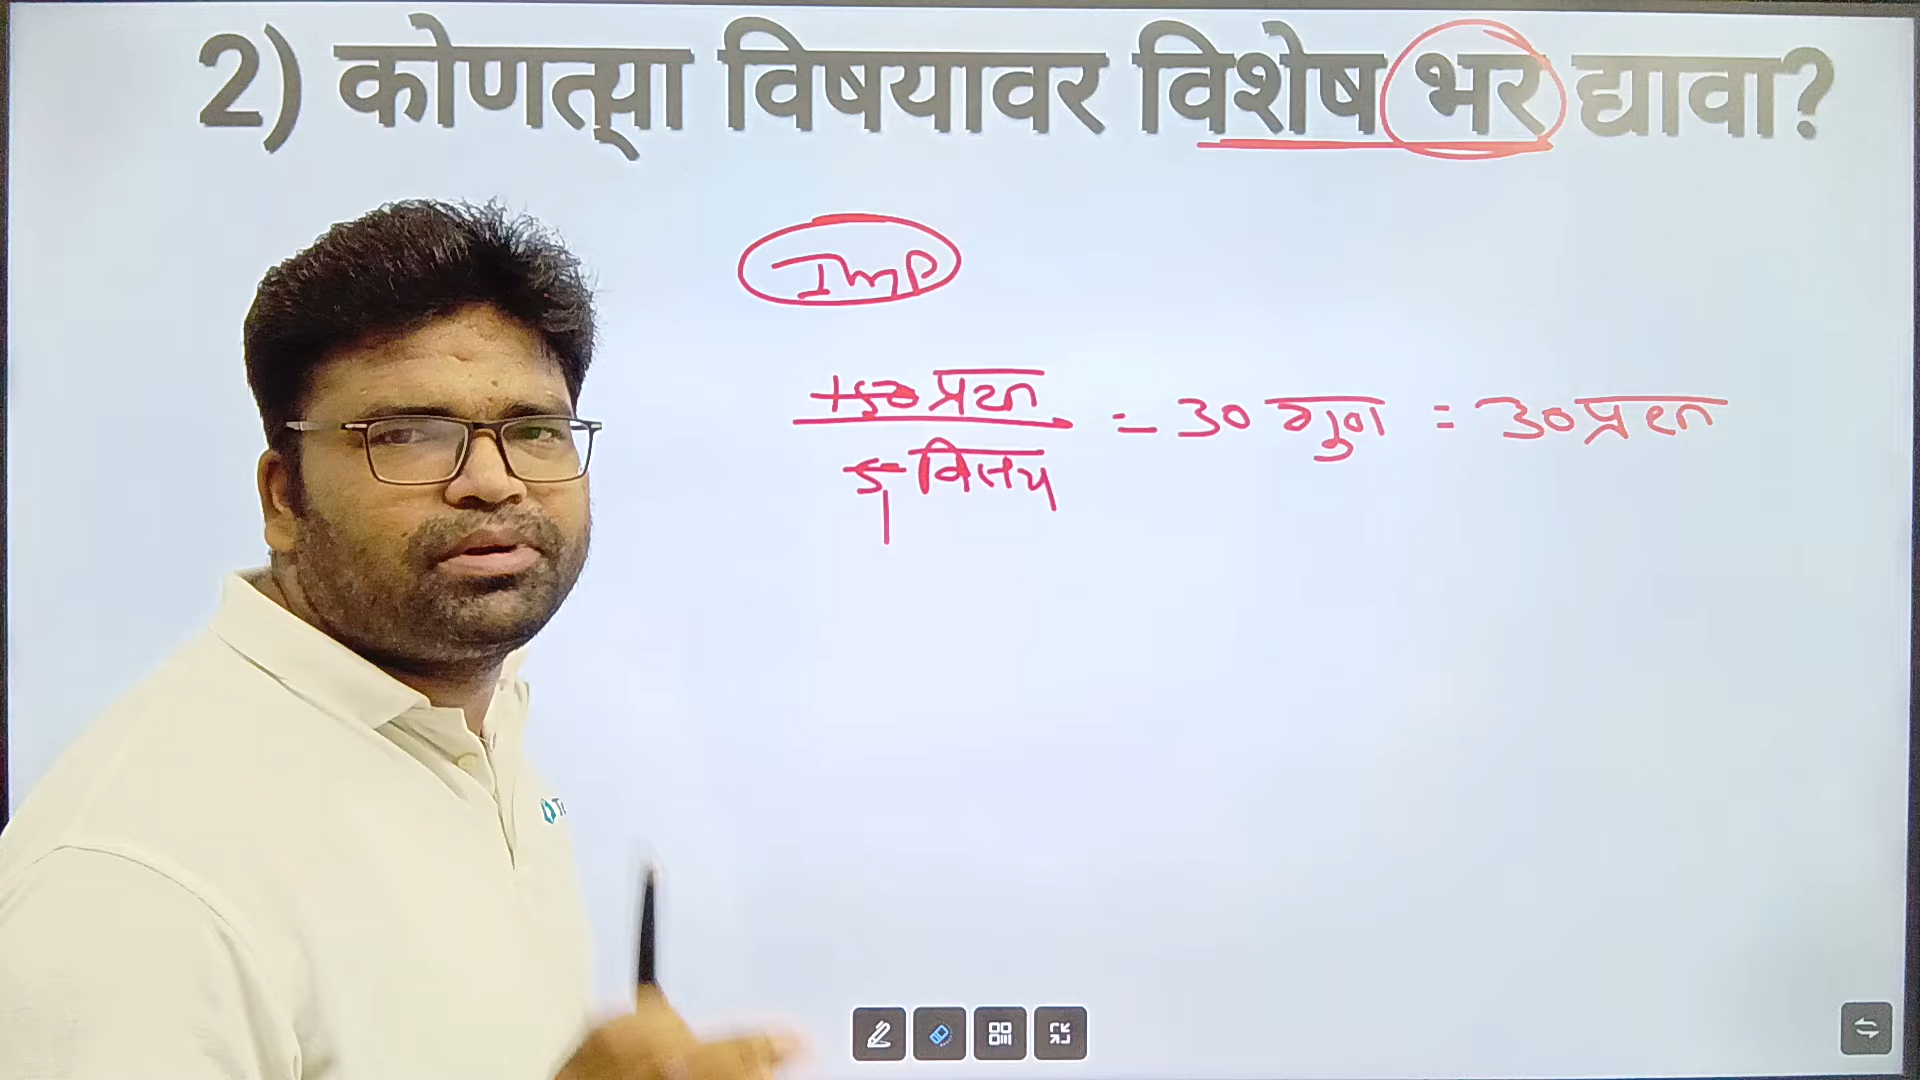 2) कोणत्या विषयावर विशेष भर द्यावा?
Imp
150 प्रश्न = 30 गुण = 30 प्रश्न
5 विषय